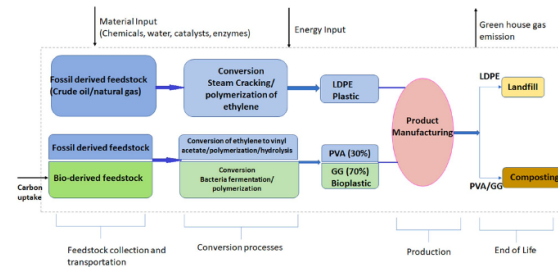 Material Input
(Chemicals, water, catalysts, enzymes)
Energy Input
Green house gas
emission
Fossil derived feedstock
(Crude oil/natural gas)
Conversion
Steam Cracking/
polymerization of
ethylene
LDPE
Plastic
Product
Manufacturing
LDPE
Landfill
Fossil derived feedstock
Bio-derived feedstock
Conversion of ethylene to vinyl
acetate/polymerization/hydrolysis
Conversion
Bacteria fermentation/
polymerization
PVA (30%)
GG (70%)
Bioplastic
Composting
PVA/GG
Carbon
uptake
Feedstock collection and
transportation
Conversion processes
Production
End of Life